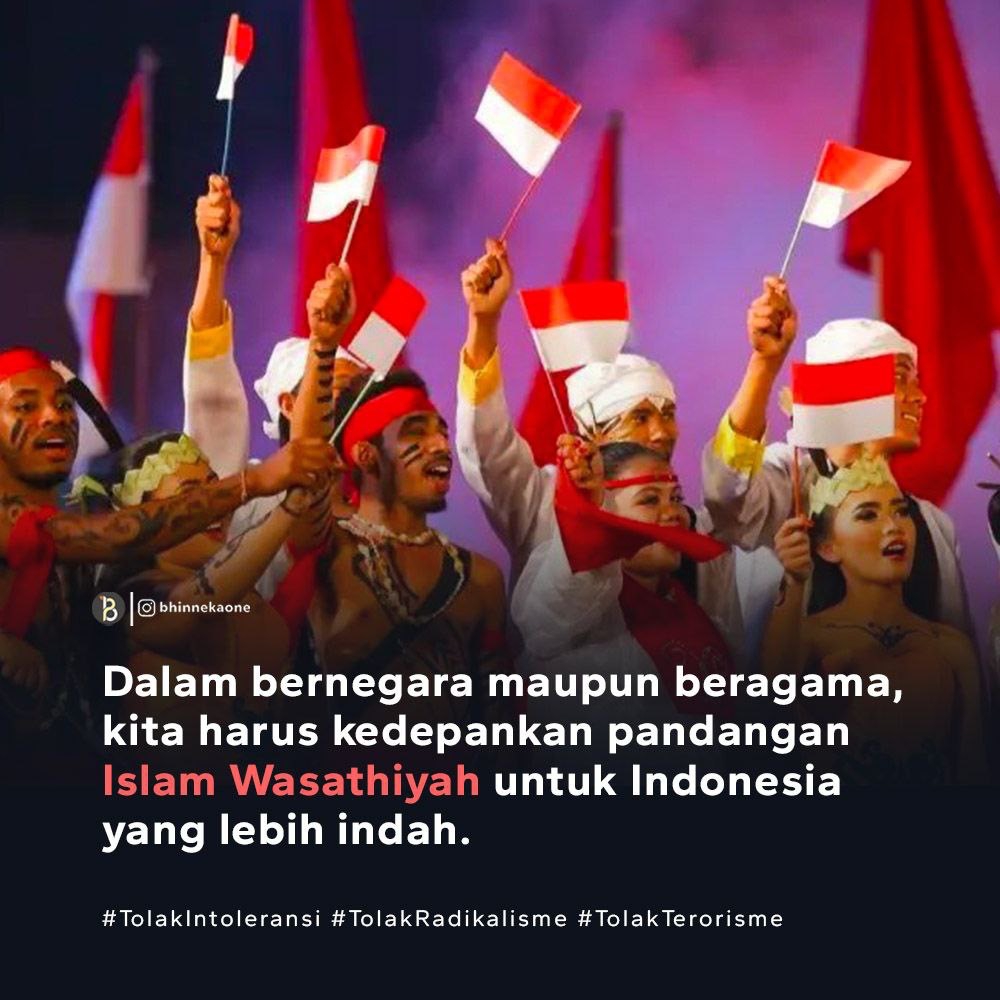 bhinnekaone
Dalam bernegara maupun beragama,
kita harus kedepankan pandangan
Islam Wasathiyah untuk Indonesia
yang lebih indah.
#TolakIntoleransi #TolakRadikalisme #TolakTerorisme